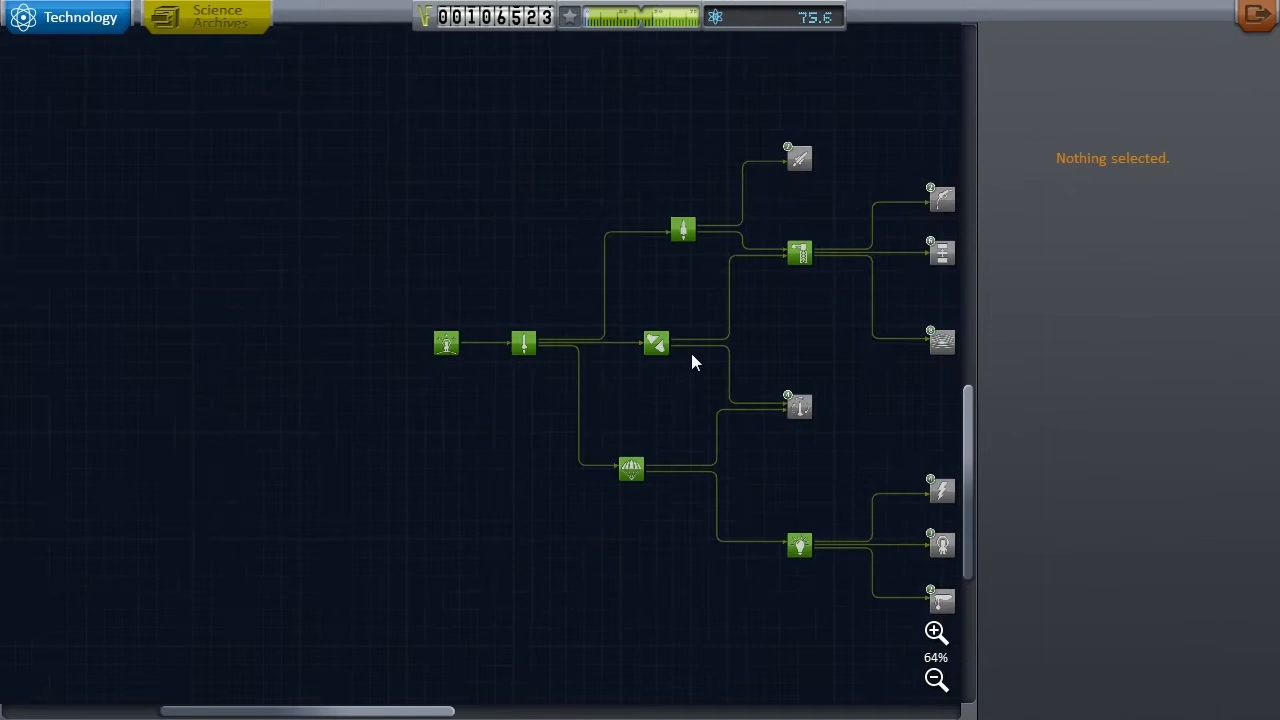 Technology
Science
Archives
00106523
75.6
Nothing selected.
64%